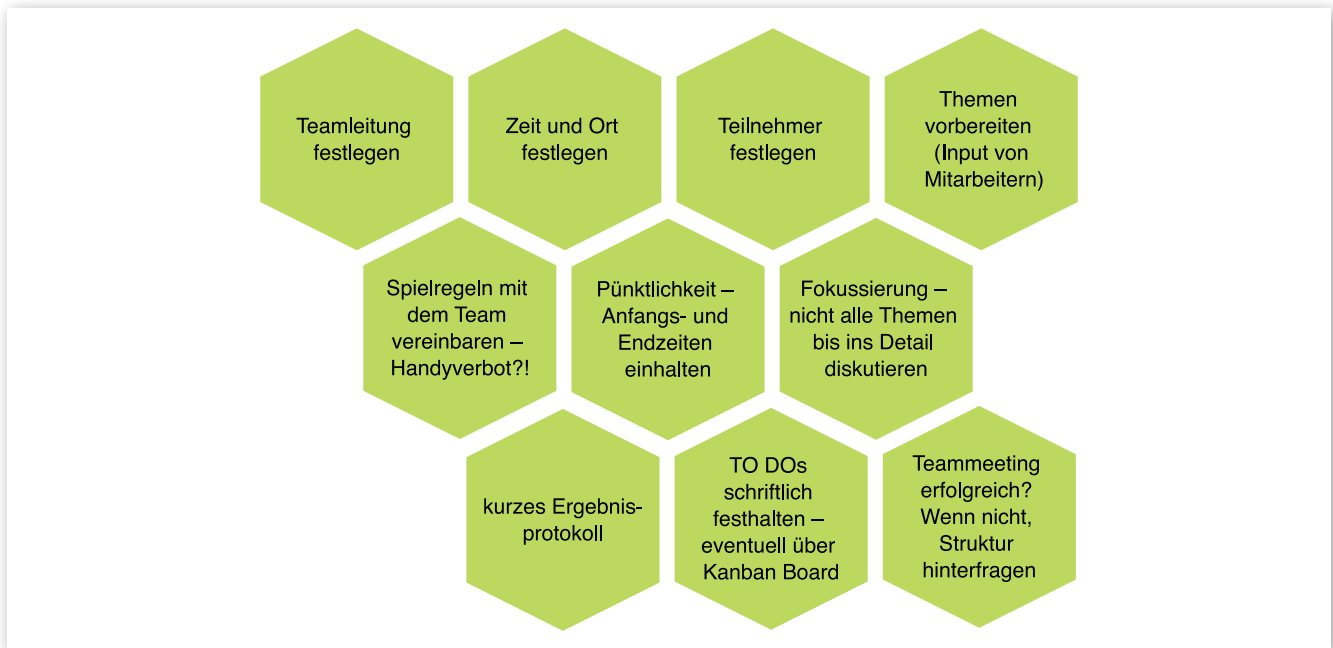 Teamleitung
festlegen
Zeit und Ort
festlegen
Teilnehmer
festlegen
Themen
vorbereiten
(Input von
Mitarbeitern)
Spielregeln mit
dem Team
vereinbaren –
Handyverbot?!
Pünktlichkeit –
Anfangs- und
Endzeiten
einhalten
Fokussierung –
nicht alle Themen
bis ins Detail
diskutieren
kurzes Ergebnis-
protokoll
TO DOs
schriftlich
festhalten –
eventuell über
Kanban Board
Teammeeting
erfolgreich?
Wenn nicht,
Struktur
hinterfragen